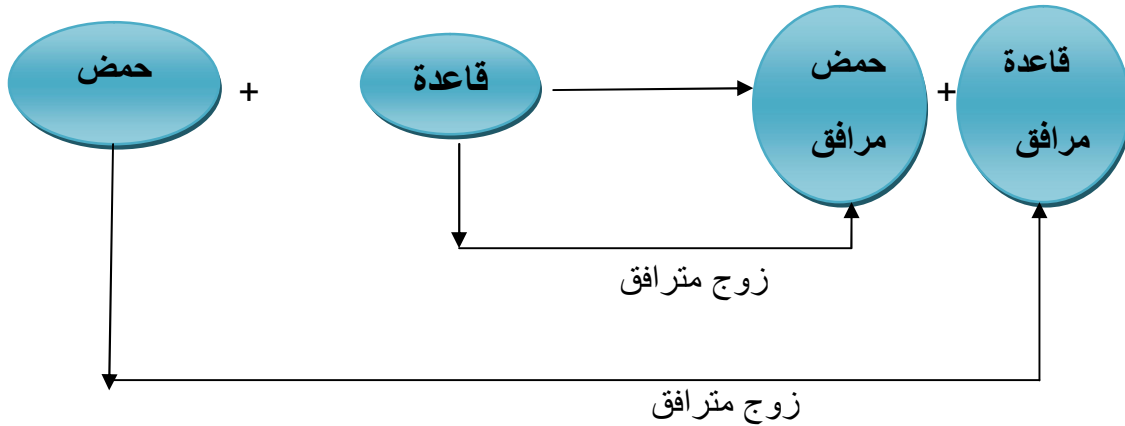 حمض
+
قاعدة
حمض
مرافق
+
قاعدة
مرافق
زوج مترافق
زوج مترافق